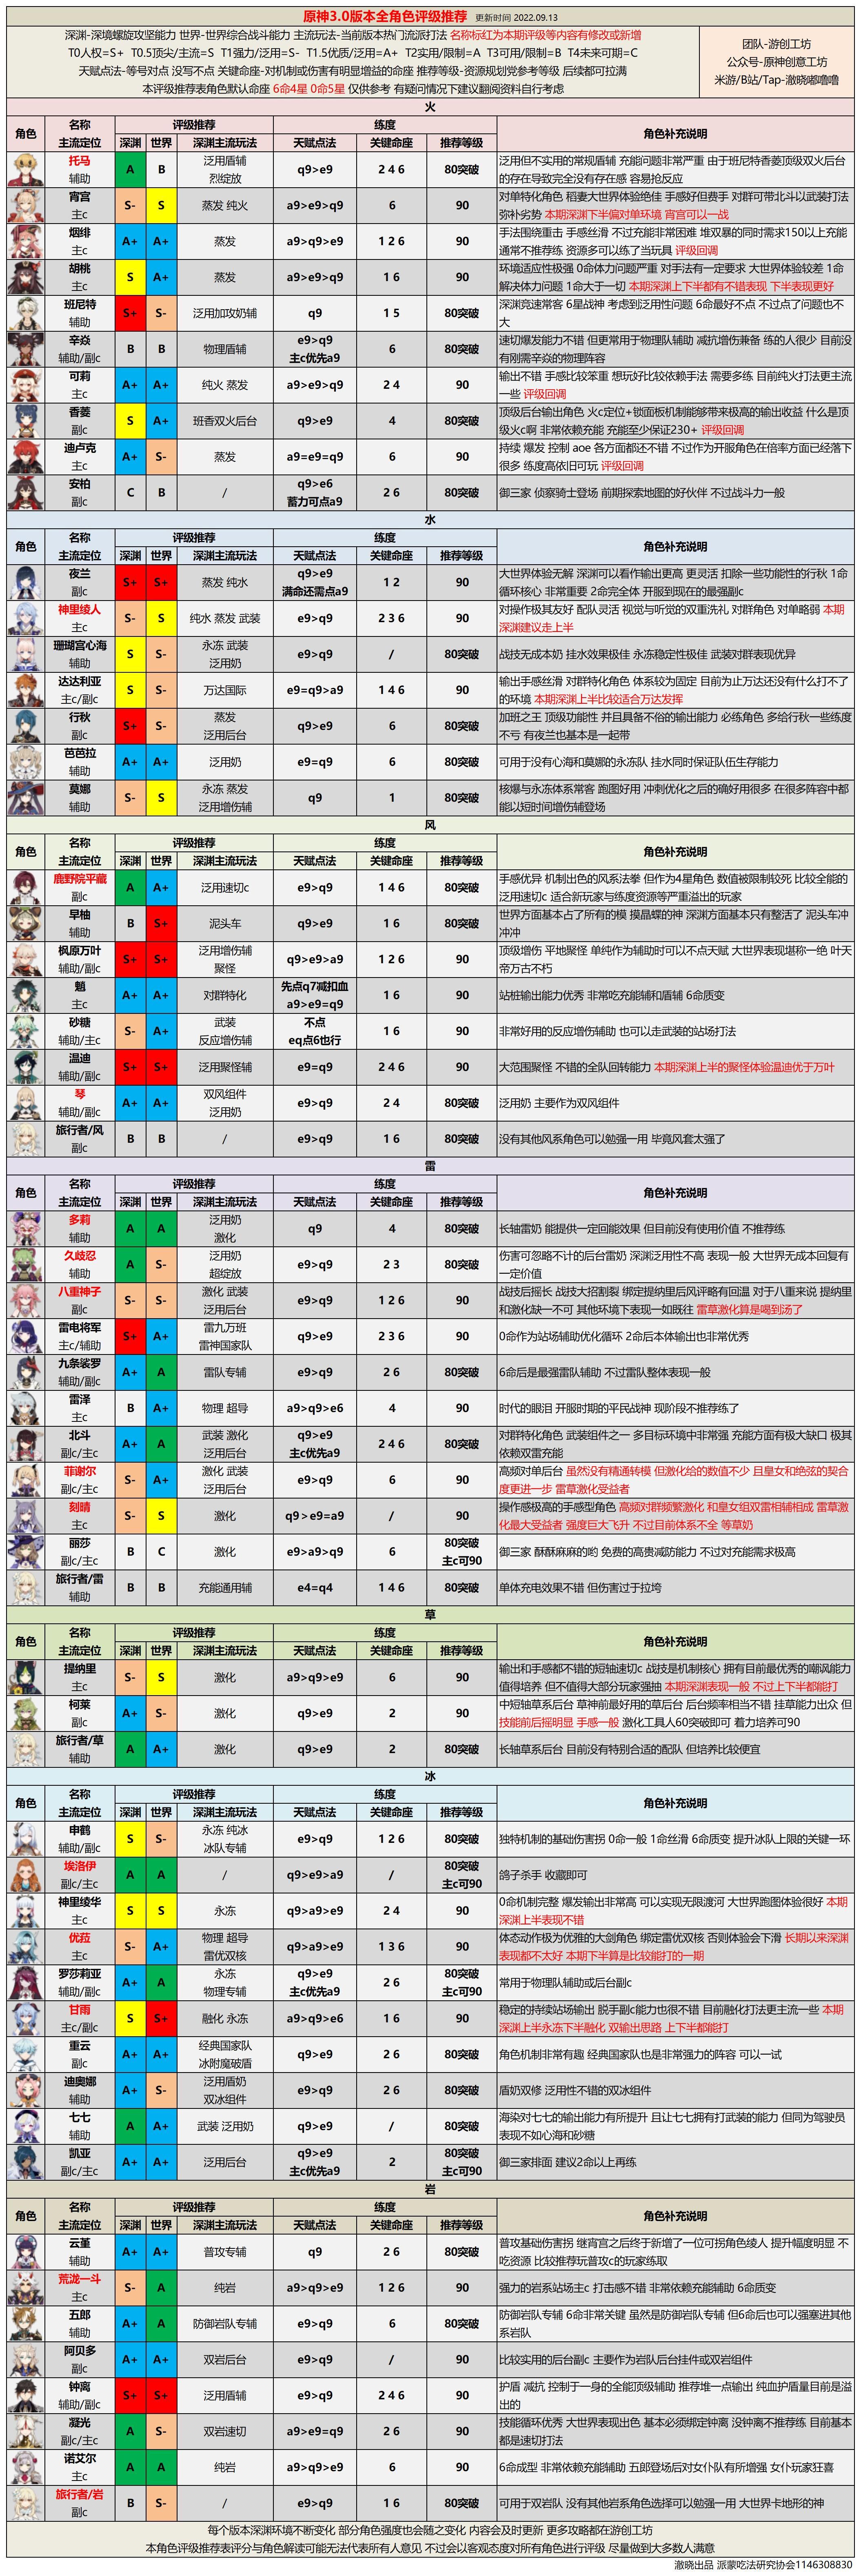 原神3.0版本全角色评级推荐 更新时间 2022.09.13
深渊-深境螺旋攻坚能力 世界-世界综合战斗能力 主流玩法-当前版本热门流派打法 名称标红为本期评级等内容有修改或新增
T0人权=S+ T0.5顶尖/主流=S T1强力/泛用=S- T1.5优质/泛用=A+ T2实用/限制=A T3可用/限制=B T4未来可期=C
天赋点法-等号对点 没写不点 关键命座-对机制或伤害有明显增益的命座 推荐等级-资源规划党参考等级 后续都可拉满
本评级推荐表角色默认命座 6命4星 0命5星 仅供参考 有疑问情况下建议翻阅资料自行考虑
团队-游创工坊
公众号-原神创意工坊
米游/B站/Tap-澈晓嘟噜噜
火
角色 名称 评级推荐 练度 角色补充说明
主流定位 深渊 世界 深渊主流玩法 天赋点法 关键命座 推荐等级
托马 辅助 A B 泛用盾辅 烈绽放 q9>e9 2 4 6 80突破 泛用但不实用的常规盾辅 充能问题非常严重 由于班尼特香菱顶级双火后台
的存在导致完全没有存在感 容易抢反应
宵宫 主c S- S 蒸发 纯火 a9>e9>q9 6 90 对单特化角色 稻妻大世界体验绝佳 手感好但费手 对群可带北斗以武装打法
弥补劣势 本期深渊下半偏对单环境 宵宫可以一战
烟绯 主c A+ A+ 蒸发 a9>e9>q9 1 2 6 90 手法围绕重击 手感丝滑 不过充能非常困难 堆双暴的同时需求150以上充能
通常不推荐练 资源多可以练了当玩具 评级回调
胡桃 主c S A+ 蒸发 a9>e9>q9 1 6 90 环境适应性极强 0命体力问题严重 对手法有一定要求 大世界体验较差 1命
解决体力问题 1命大于一切 本期深渊上下半都有不错表现 下半表现更好
班尼特 辅助 S+ S- 泛用加攻奶辅 q9 1 5 80突破 深渊竞速常客 6星战神 考虑到泛用性问题 6命最好不点 不过点了问题也不
大
辛焱 辅助/副c B B 物理盾辅 e9>q9 主c优先a9 6 80突破 速切爆发能力不错 但更常用于物理队辅助 减抗增伤兼备 练的人很少 目前没
有刚需辛焱的物理阵容
可莉 主c A+ A+ 纯火 蒸发 a9>e9>q9 2 4 90 输出不错 手感比较笨重 想玩好比较依赖手法 需要多练 目前纯火打法更主流
一些 评级回调
香菱 副c S A+ 班香双火后台 q9>e9 4 80突破 顶级后台输出角色 火c定位+锁面板机制能够带来极高的输出收益 什么是顶
级火c啊 非常依赖充能 充能至少保证230+ 评级回调
迪卢克 主c A+ S- 蒸发 a9=e9=q9 6 90 持续 爆发 控制 aoe 各方面都还不错 不过作为开服角色在倍率方面已经落下
很多 练度高依旧可玩 评级回调
安柏 副c C B / q9>e6 蓄力可点a9 2 6 80突破 御三家 侦察骑士登场 前期探索地图的好伙伴 不过战斗力一般
水
角色 名称 评级推荐 练度 角色补充说明
主流定位 深渊 世界 深渊主流玩法 天赋点法 关键命座 推荐等级
夜兰 副c S+ S+ 蒸发 纯水 q9>e9 满命还需点a9 1 2 90 大世界体验无解 深渊可以看作输出更高 更灵活 扣除一些功能性的行秋 1命
循环核心 非常重要 2命完全体 开服到现在的最强副c
神里绫人 主c S- S 纯水 蒸发 武装 e9>q9 2 3 6 90 对操作极其友好 配队灵活 视觉与听觉的双重洗礼 对群角色 对单略弱 本期
深渊建议走上半
珊瑚宫心海 辅助 S S- 永冻 武装 泛用奶 e9>q9 / 80突破 战技无成本奶 挂水效果极佳 永冻稳定性极佳 武装对群表现优异
达达利亚 主c/副c S S- 万达国际 e9=q9>a9 1 4 6 90 输出手感丝滑 对群特化角色 体系较为固定 目前为止万达还没有什么打不了
的环境 本期深渊上半比较适合万达发挥
行秋 副c S+ S- 蒸发 泛用后台 q9>e9 6 80突破 加班之王 顶级功能性 并且具备不俗的输出能力 必练角色 多给行秋一些练度
不亏 有夜兰也基本是一起带
芭芭拉 辅助 A+ A+ 泛用奶 e9=q9 6 80突破 可用于没有心海和莫娜的永冻队 挂水同时保证队伍生存能力
莫娜 辅助 S- S 永冻 蒸发 泛用增伤辅 q9 1 80突破 核爆与永冻体系常客 跑图好用 冲刺优化之后的确好用很多 在很多阵容中都
能以短时间增伤辅登场
风
角色 名称 评级推荐 练度 角色补充说明
主流定位 深渊 世界 深渊主流玩法 天赋点法 关键命座 推荐等级
鹿野院平藏 副c A A+ 泛用速切c e9>q9 1 4 6 90 手感优异 机制出色的风系法拳 但作为4星角色 数值被限制较死 比较全能的
泛用速切c 适合新玩家与练度资源等严重溢出的玩家
早柚 辅助 B S+ 泥头车 q9>e9 1 6 80突破 世界方面基本占了所有的模 摸晶蝶的神 深渊方面基本只有整活了 泥头车冲
冲冲
枫原万叶 辅助/副c S+ S+ 泛用增伤辅 聚怪 q9>e9>a9 1 2 6 90 顶级增伤 平地聚怪 单纯作为辅助时可以不点天赋 大世界表现堪称一绝 叶天
帝万古不朽
魈 主c A+ A+ 对群特化 先点q7减扣血 a9>e9=q9 1 6 90 站桩输出能力优秀 非常吃充能辅和盾辅 6命质变
砂糖 辅助/主c S- A+ 武装 反应增伤辅 不点 eq点6也行 1 6 90 非常好用的反应增伤辅助 也可以走武装的站场打法
温迪 辅助/副c S+ S+ 泛用聚怪辅 e9=q9 2 4 6 90 大范围聚怪 不错的全队回转能力 本期深渊上半的聚怪体验温迪优于万叶
琴 辅助/副c A+ A+ 双风组件 泛用奶 e9>q9 2 4 80突破 泛用奶 主要作为双风组件
旅行者/风 副c B B / e9>q9 1 6 80突破 没有其他风系角色可以勉强一用 毕竟风套太强了
雷
角色 名称 评级推荐 练度 角色补充说明
主流定位 深渊 世界 深渊主流玩法 天赋点法 关键命座 推荐等级
多莉 辅助 A A 泛用奶 激化 q9 4 80突破 长轴雷奶 能提供一定回能效果 但目前没有使用价值 不推荐练
久歧忍 辅助 A S- 泛用奶 超绽放 e9>q9 2 3 80突破 伤害可忽略不计的后台雷奶 深渊泛用性不高 表现一般 大世界无成本回复有
一定价值
八重神子 副c S- S- 激化 武装 泛用后台 e9>q9 1 2 6 90 战技后摇长 战技大招割裂 绑定提纳里后风评略有回温 对于八重来说 提纳里
和激化缺一不可 其他环境下表现一如既往 雷草激化算是喝到汤了
雷电将军 主c/辅助 S+ A+ 雷九万班 雷神国家队 q9>e9 2 3 6 90 0命作为站场辅助优化循环 2命后本体输出也非常优秀
九条裟罗 辅助/副c A+ A 雷队专辅 e9>q9 2 6 80突破 6命后是最强雷队辅助 不过雷队整体表现一般
雷泽 主c B A+ 物理 超导 a9>q9>e6 4 90 时代的眼泪 开服时期的平民战神 现阶段不推荐练了
北斗 副c/主c A+ A 武装 激化 泛用后台 q9>e9 主c优先a9 2 4 6 80突破 对群特化角色 武装组件之一 多目标环境中非常强 充能方面有极大缺口 极其
依赖双雷充能
菲谢尔 副c/主c S- A+ 激化 武装 泛用后台 e9>q9 6 90 高频对单后台 虽然没有精通转模 但激化给的数值不少 且皇女和绝弦的契合
度更进一步 雷草激化受益者
刻晴 主c S- S 激化 q9＞e9=a9 / 90 操作感极高的手感型角色 高频对群频繁激化 和皇女组双雷相辅相成 雷草激
化最大受益者 强度巨大飞升 不过目前体系不全 等草奶
丽莎 副c/主c B C 激化 e9>a9>q9 6 80突破 主c可90 御三家 酥酥麻麻的哟 免费的高贵减防能力 不过对充能需求极高
旅行者/雷 辅助 B B 充能通用辅 e4=q4 1 4 6 80突破 单体充电效果不错 但伤害过于拉垮
草
角色 名称 评级推荐 练度 角色补充说明
主流定位 深渊 世界 深渊主流玩法 天赋点法 关键命座 推荐等级
提纳里 主c S- S 激化 a9>q9>e9 6 90 输出和手感都不错的短轴速切c 战技是机制核心 拥有目前最优秀的嘲讽能力
值得培养 但不值得大部分玩家强抽 本期深渊表现一般 不过上下半都能打
柯莱 副c A+ S- 激化 q9>e9 2 90 中短轴草系后台 草神前最好用的草后台 后台频率相当不错 挂草能力出众 但
技能前后摇明显 手感一般 激化工具人60突破即可 着力培养可90
旅行者/草 辅助 A A+ 激化 q9>e9 2 80突破 长轴草系后台 目前没有特别合适的配队 但培养比较便宜
冰
角色 名称 评级推荐 练度 角色补充说明
主流定位 深渊 世界 深渊主流玩法 天赋点法 关键命座 推荐等级
申鹤 辅助/副c S S- 永冻 纯冰 冰队专辅 e9>q9 1 2 6 80突破 独特机制的基础伤害拐 0命一般 1命丝滑 6命质变 提升冰队上限的关键一环
埃洛伊 副c/主c A A / q9>e9>a9 / 80突破 主c可90 鸽子杀手 收藏即可
神里绫华 主c S S 永冻 q9>a9>e9 2 4 90 0命机制完整 爆发输出非常高 可以实现无限渡河 大世界跑图体验很好 本期
深渊上半表现不错
优菈 主c S- A+ 物理 超导 雷优双核 q9>a9>e9 1 3 6 90 体态动作极为优雅的大剑角色 绑定雷优双核 否则体验会下滑 长期以来深渊
表现都不太好 本期下半算是比较能打的一期
罗莎莉亚 辅助/副c A+ A 永冻 物理专辅 q9>e9 主c优先a9 2 6 80突破 主c可90 常用于物理队辅助或后台副c
甘雨 主c/副c S S+ 融化 永冻 a9>q9>e6 1 6 90 稳定的持续站场输出 脱手副c能力也很不错 目前融化打法更主流一些 本期
深渊上半永冻下半融化 双输出思路 上下半都能打
重云 副c A+ A+ 经典国家队 冰附魔破盾 q9>e9 2 6 80突破 角色机制非常有趣 经典国家队也是非常强力的阵容 可以一试
迪奥娜 辅助 A+ S- 泛用盾奶 双冰组件 e9>q9 2 6 80突破 盾奶双修 泛用性不错的双冰组件
七七 辅助 A A+ 武装 泛用奶 q9>e9 / 80突破 海染对七七的输出能力有所提升 且让七七拥有打武装的能力 但同为驾驶员
表现不如心海和砂糖
凯亚 副c/主c A+ A+ 泛用后台 q9>e9 主c优先a9 2 80突破 主c可90 御三家排面 建议2命以上再练
岩
角色 名称 评级推荐 练度 角色补充说明
主流定位 深渊 世界 深渊主流玩法 天赋点法 关键命座 推荐等级
云堇 辅助 A+ A+ 普攻专辅 q9 2 6 80突破 普攻基础伤害拐 继宵宫之后终于新增了一位可拐角色绫人 提升幅度明显 不
吃资源 比较推荐玩普攻c的玩家练取
荒泷一斗 主c S- A 纯岩 a9>q9>e9 1 2 6 90 强力的岩系站场主c 打击感不错 非常依赖充能辅助 6命质变
五郎 辅助 A+ A 防御岩队专辅 e9>q9 6 80突破 防御岩队专辅 6命非常关键 虽然是防御岩队专辅 但6命后也可以强塞进其他
系岩队
阿贝多 副c A+ A+ 双岩后台 e9>q9 / 90 比较实用的后台副c 主要作为岩队后台挂件或双岩组件
钟离 辅助/副c S+ S+ 泛用盾辅 e9>q9 2 4 6 90 护盾 减抗 控制于一身的全能顶级辅助 推荐堆一点输出 纯血护盾量目前是溢
出的
凝光 副c/主c A S- 双岩速切 a9>e9=q9 2 6 90 技能循环优秀 大世界表现出色 基本必须绑定钟离 没钟离不推荐练 目前基本
都是速切打法
诺艾尔 主c A A 纯岩 a9>q9>e9 6 90 6命成型 非常依赖充能辅助 五郎登场后对女仆队有所增强 女仆玩家狂喜
旅行者/岩 副c B S- / e9>q9 1 6 90 可用于双岩队 没有其他岩系角色选择可以勉强一用 大世界卡地形的神
每个版本深渊环境不断变化 部分角色强度也会随之变化 内容会及时更新 更多攻略都在游创工坊
本角色评级推荐表评分与角色解读可能无法代表所有人意见 不过会以客观态度对所有角色进行评级 尽量做到大多数人满意
澈晓出品 派蒙吃法研究协会1146308830